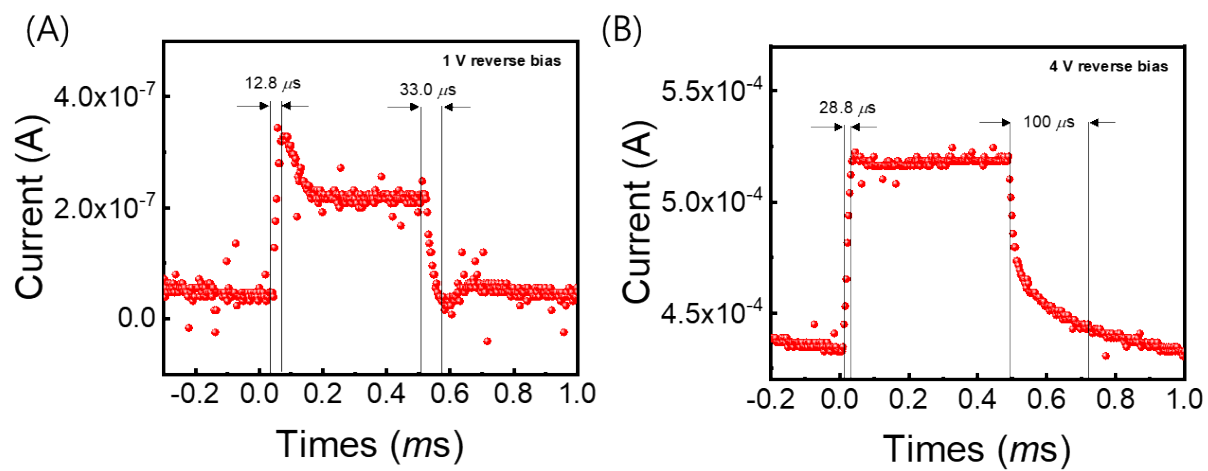 (A)
1 V reverse bias
12.8 μs
33.0 μs
4.0x10⁻⁷
2.0x10⁻⁷
0.0
Current (A)
-0.2 0.0 0.2 0.4 0.6 0.8 1.0
Times (ms)
(B)
4 V reverse bias
28.8 μs
100 μs
5.5x10⁻⁴
5.0x10⁻⁴
4.5x10⁻⁴
Current (A)
-0.2 0.0 0.2 0.4 0.6 0.8 1.0
Times (ms)